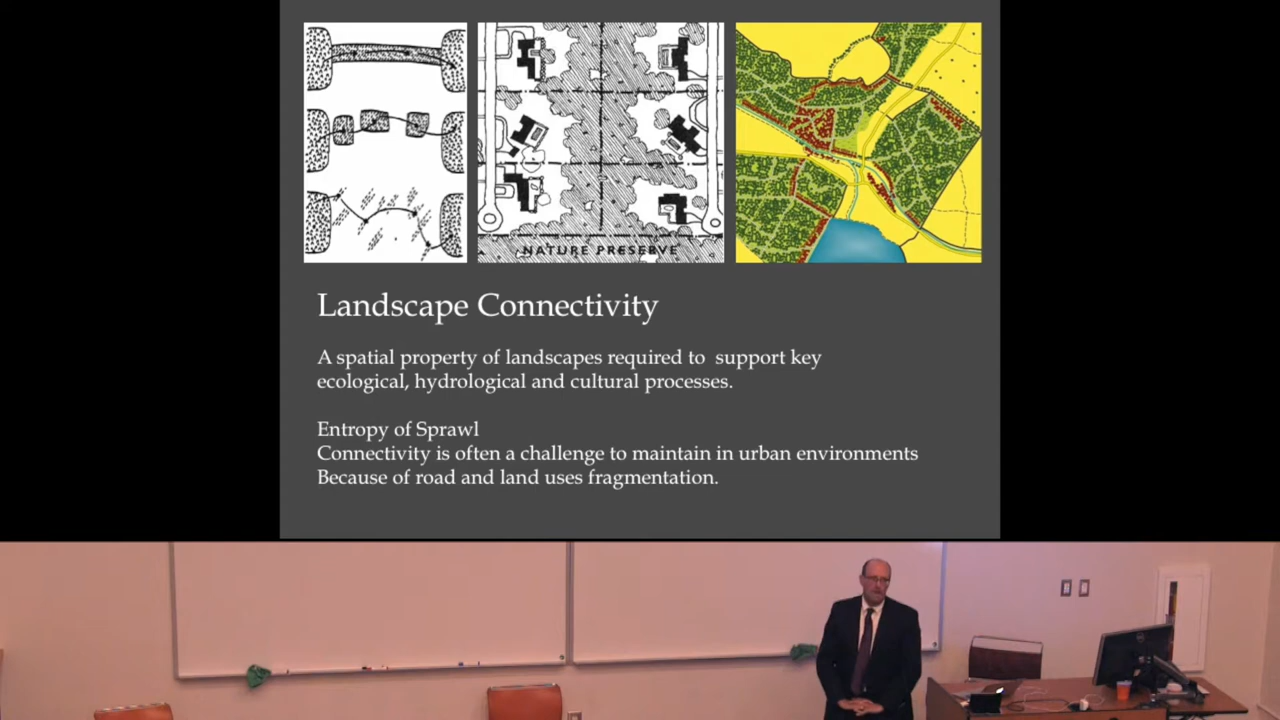 NATURE PRESERVE
Landscape Connectivity
A spatial property of landscapes required to  support key
ecological, hydrological and cultural processes.
Entropy of Sprawl
Connectivity is often a challenge to maintain in urban environments
Because of road and land uses fragmentation.